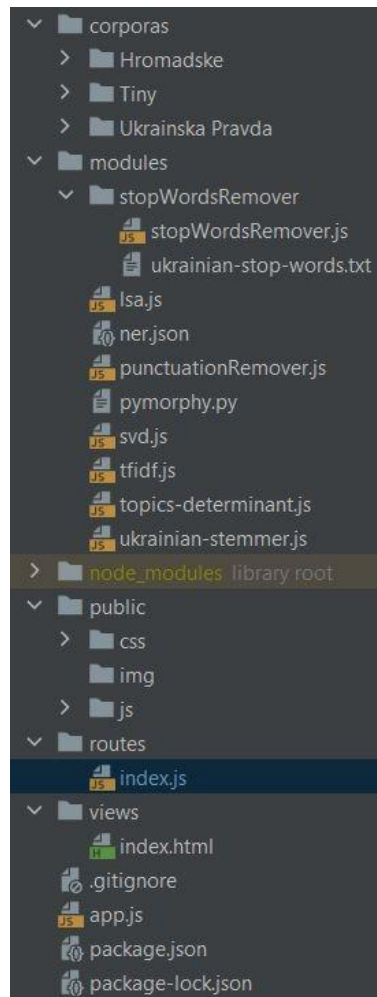 corporas
Hromadske
Tiny
Ukrainska Pravda
modules
stopWordsRemover
stopWordsRemover.js
ukrainian-stop-words.txt
lsa.js
ner.json
punctuationRemover.js
pymorphy.py
svd.js
tfidf.js
topics-determinant.js
ukrainian-stemmer.js
node_modules library root
public
css
img
js
routes
index.js
views
index.html
.gitignore
app.js
package.json
package-lock.json